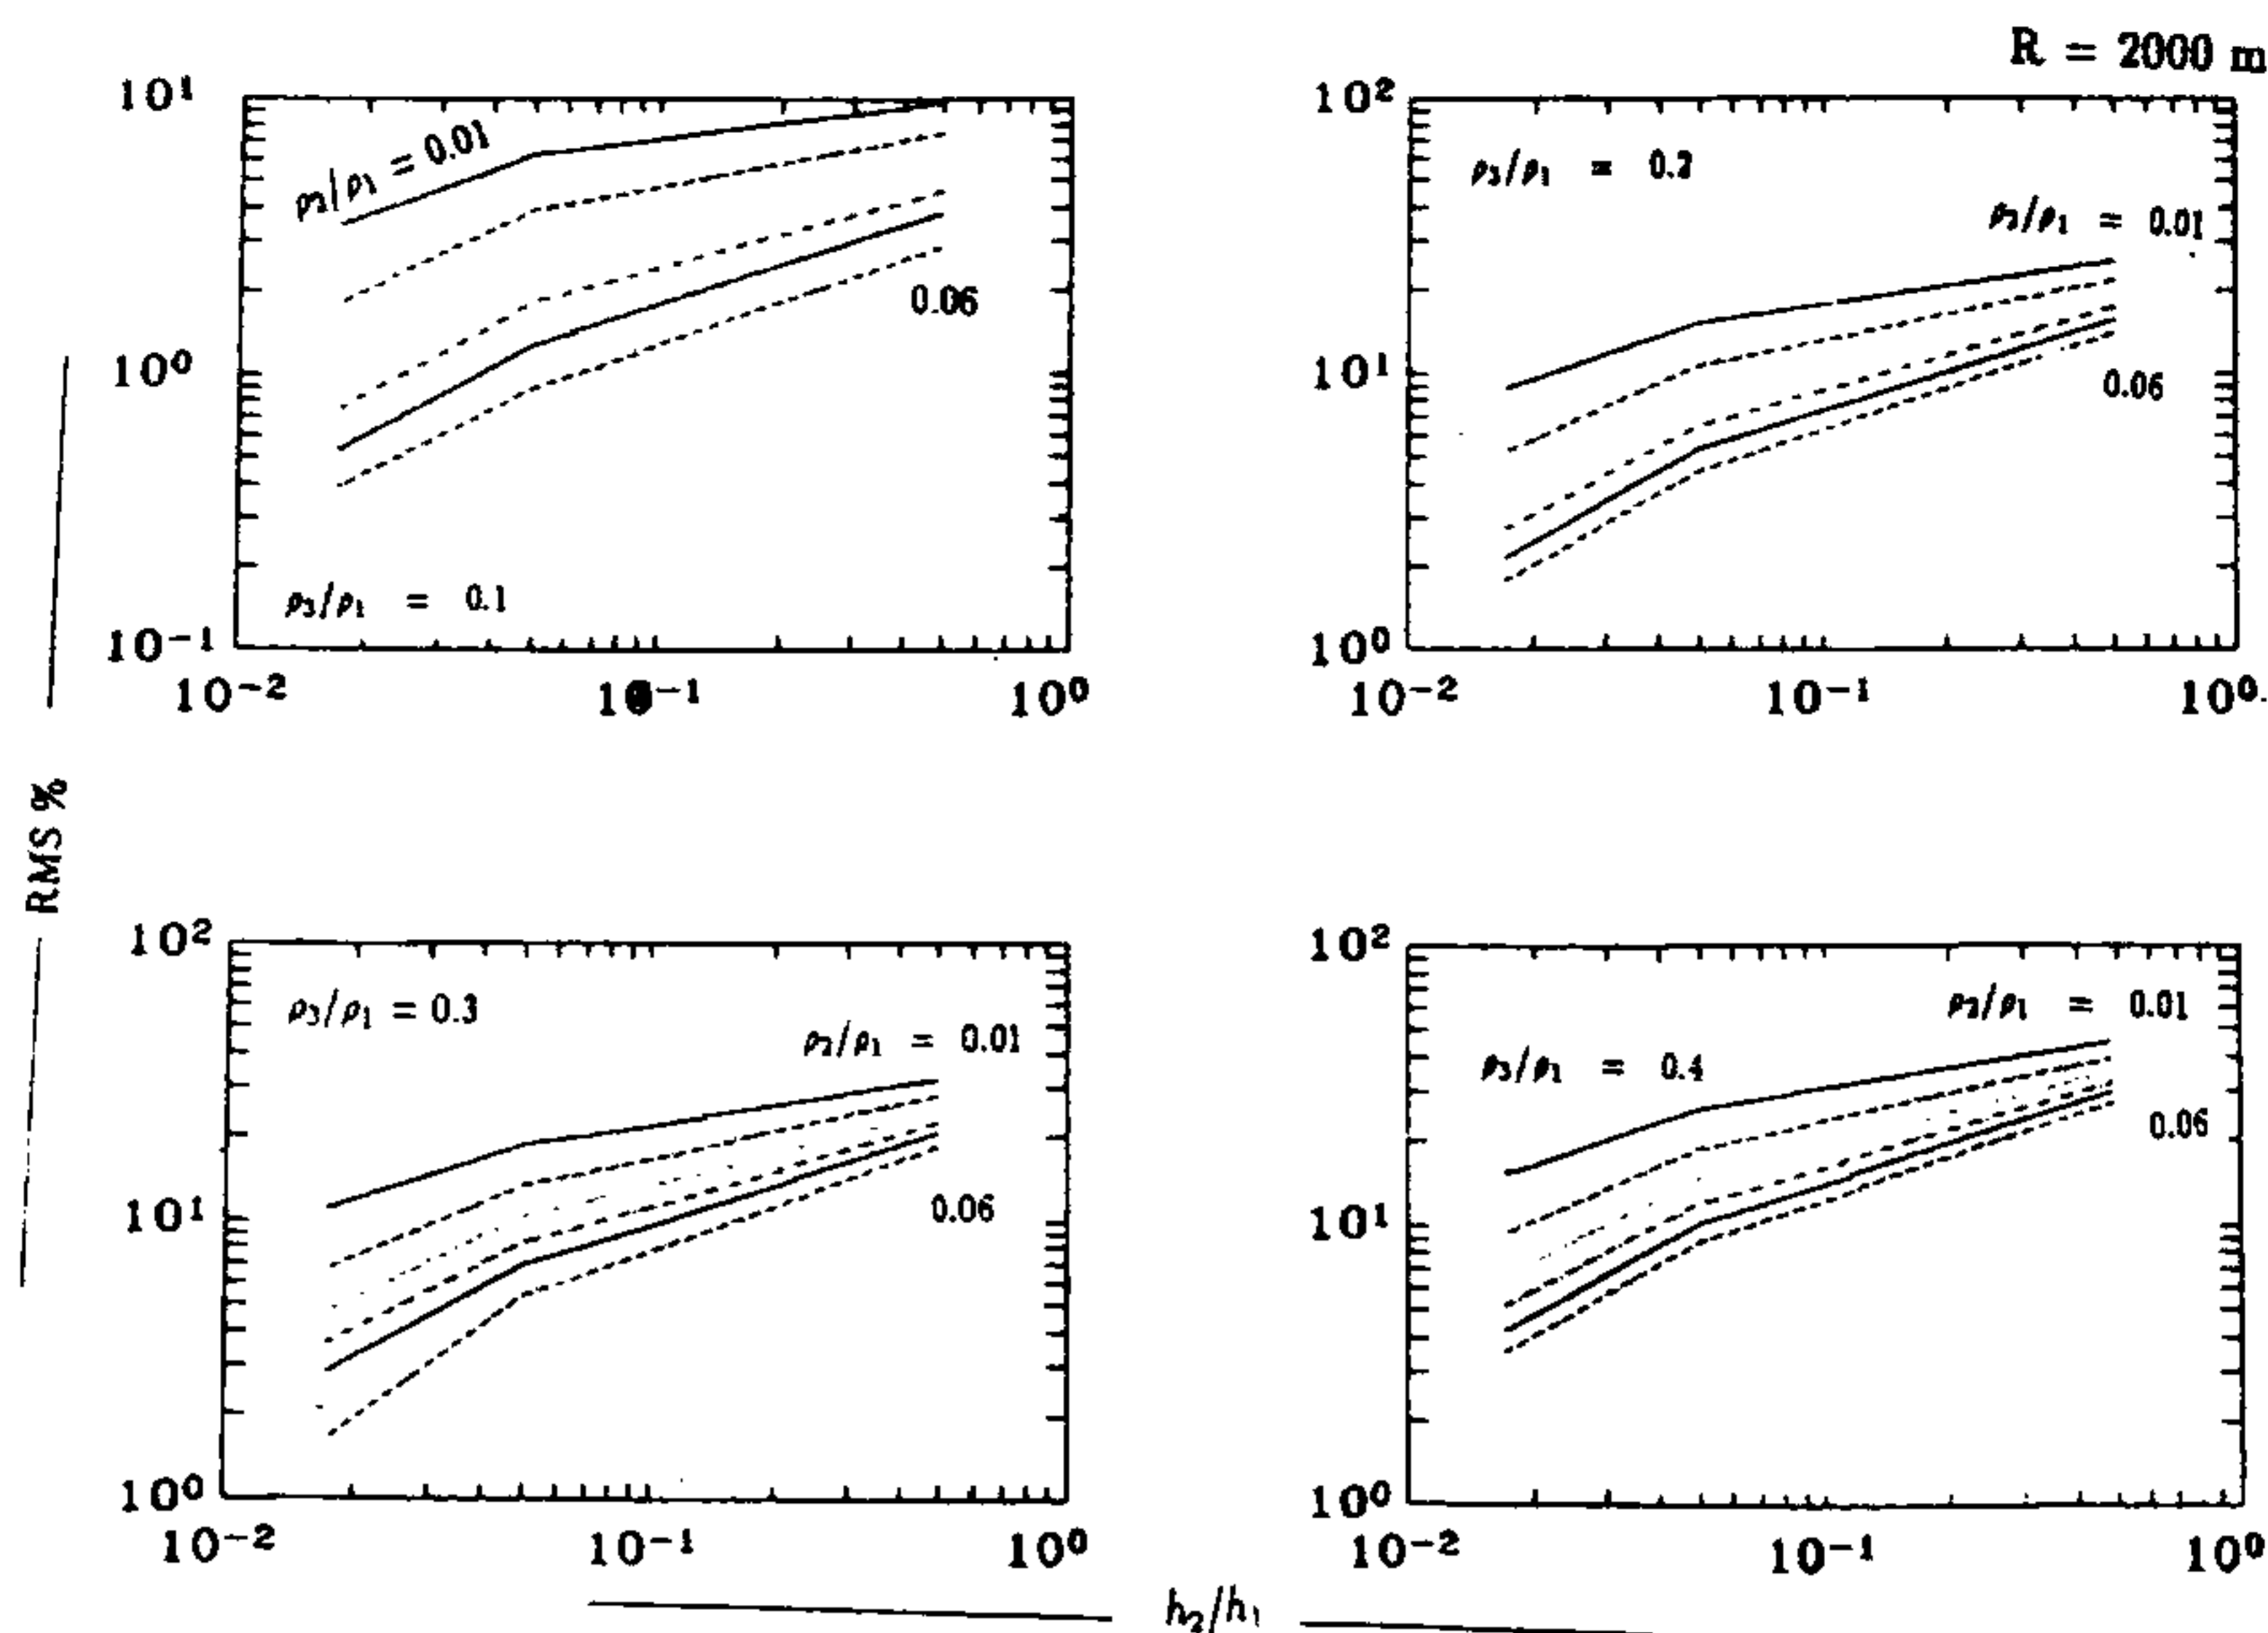 R = 2000 m
10¹
ρ₂/ρ₁ = 0.01
0.06
10⁰
ρ₃/ρ₁ = 0.1
10⁻¹
10⁻² 10⁻¹ 10⁰
10²
ρ₃/ρ₁ = 0.2
ρ₂/ρ₁ = 0.01
10¹
0.06
10⁰
10⁻² 10⁻¹ 10⁰
RMS %
10²
ρ₃/ρ₁ = 0.3
ρ₂/ρ₁ = 0.01
10¹
0.06
10⁰
10⁻² 10⁻¹ 10⁰
10²
ρ₂/ρ₁ = 0.01
ρ₃/ρ₁ = 0.4
0.06
10¹
10⁰
10⁻² 10⁻¹ 10⁰
h₂/h₁